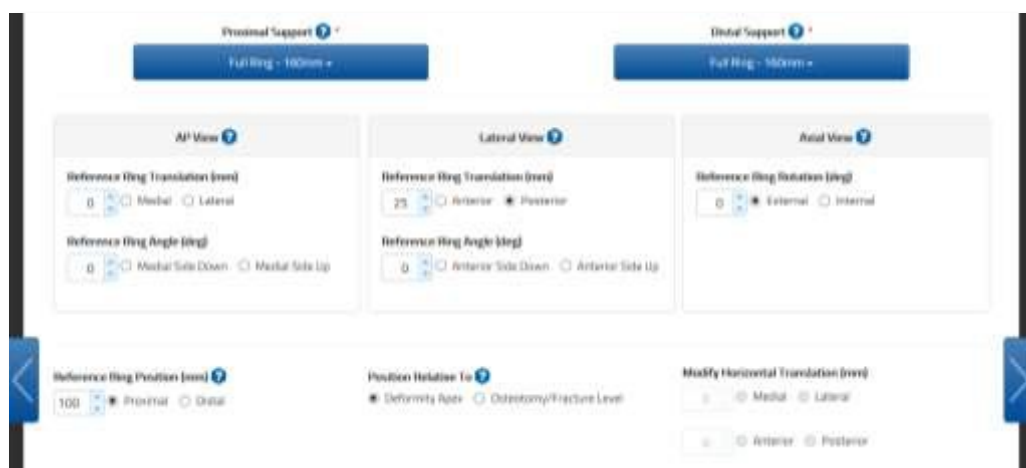 Proximal Support ? *
Distal Support ? *
Full Ring - 160mm
Full Ring - 160mm
AP View ?
Lateral View ?
Axial View ?
Reference Ring Translation (mm)
Reference Ring Translation (mm)
Reference Ring Rotation (deg)
0 Medial Lateral
25 Anterior Posterior
0 External Internal
Reference Ring Angle (deg)
Reference Ring Angle (deg)
0 Medial Side Down Medial Side Up
0 Anterior Side Down Anterior Side Up
Reference Ring Position (mm) ?
Position Relative To ?
Modify Horizontal Translation (mm)
100 Proximal Distal
Deformity Apex Osteotomy/Fracture Level
Medial Lateral
Anterior Posterior